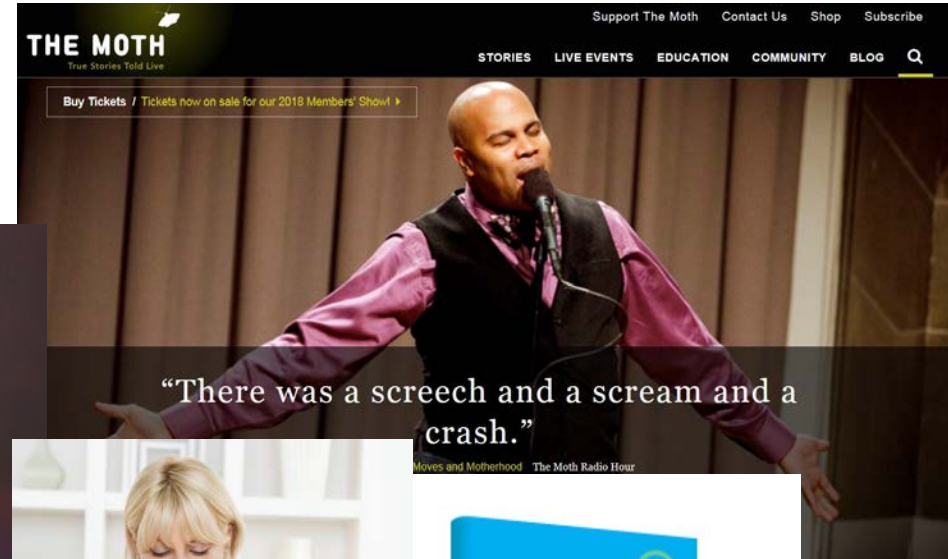 Support The Moth Contact Us Shop Subscribe
THE MOTH
True Stories Told Live
STORIES LIVE EVENTS EDUCATION COMMUNITY BLOG
Buy Tickets / Tickets now on sale for our 2018 Members' Show!
“There was a screech and a scream and a
crash.”
Moves and Motherhood The Moth Radio Hour